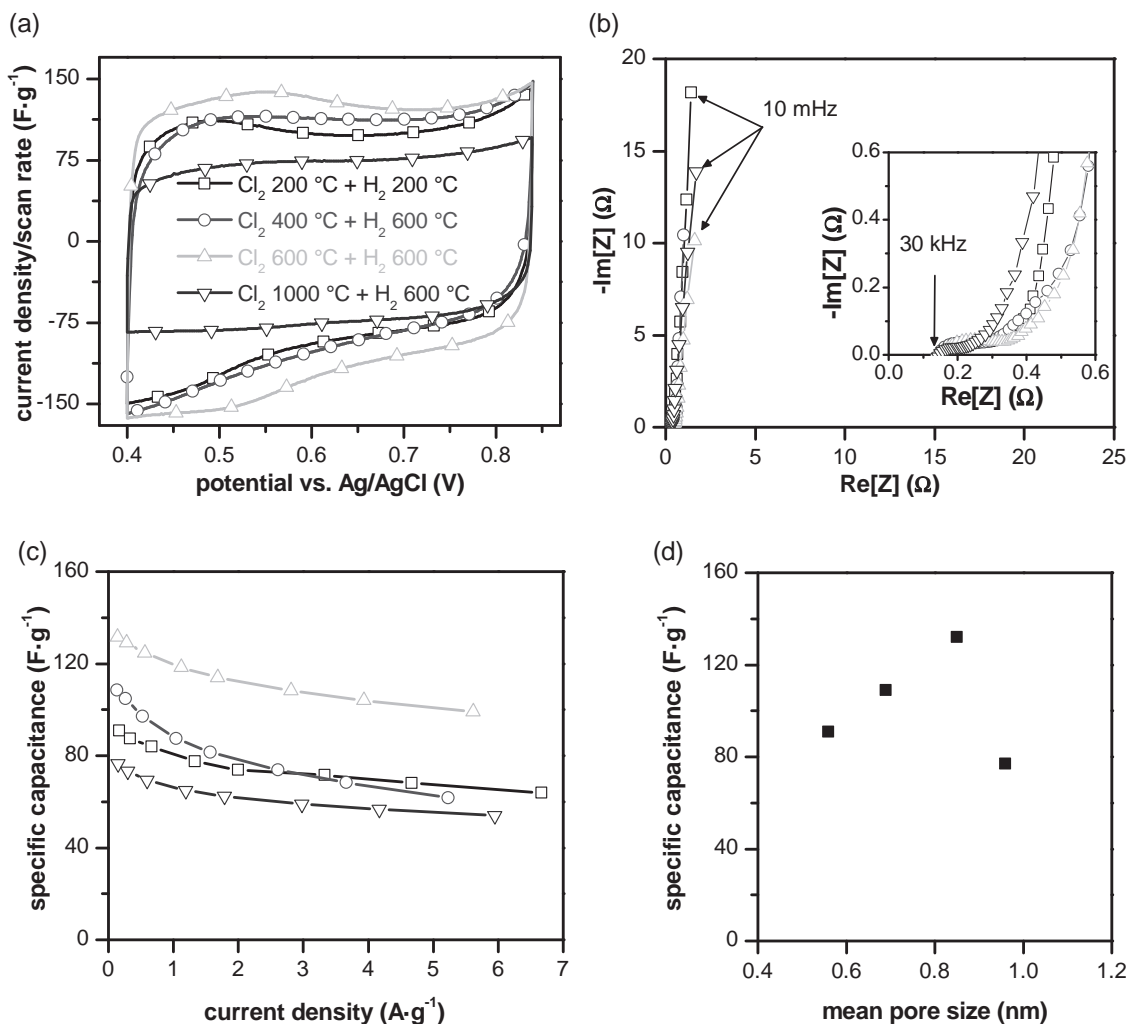 (a)
150
75
0
-75
-150
current density/scan rate (F·g-1)
Cl2 200 °C + H2 200 °C
Cl2 400 °C + H2 600 °C
Cl2 600 °C + H2 600 °C
Cl2 1000 °C + H2 600 °C
0.4 0.5 0.6 0.7 0.8
potential vs. Ag/AgCl (V)
(b)
20
15
10
5
0
-Im[Z] (Ω)
10 mHz
0.6
0.4
0.2
0.0
-Im[Z] (Ω)
30 kHz
0.0 0.2 0.4 0.6
Re[Z] (Ω)
0 5 10 15 20 25
Re[Z] (Ω)
(c)
160
120
80
40
0
specific capacitance (F·g-1)
0 1 2 3 4 5 6 7
current density (A·g-1)
(d)
160
120
80
40
0
specific capacitance (F·g-1)
0.4 0.6 0.8 1.0 1.2
mean pore size (nm)